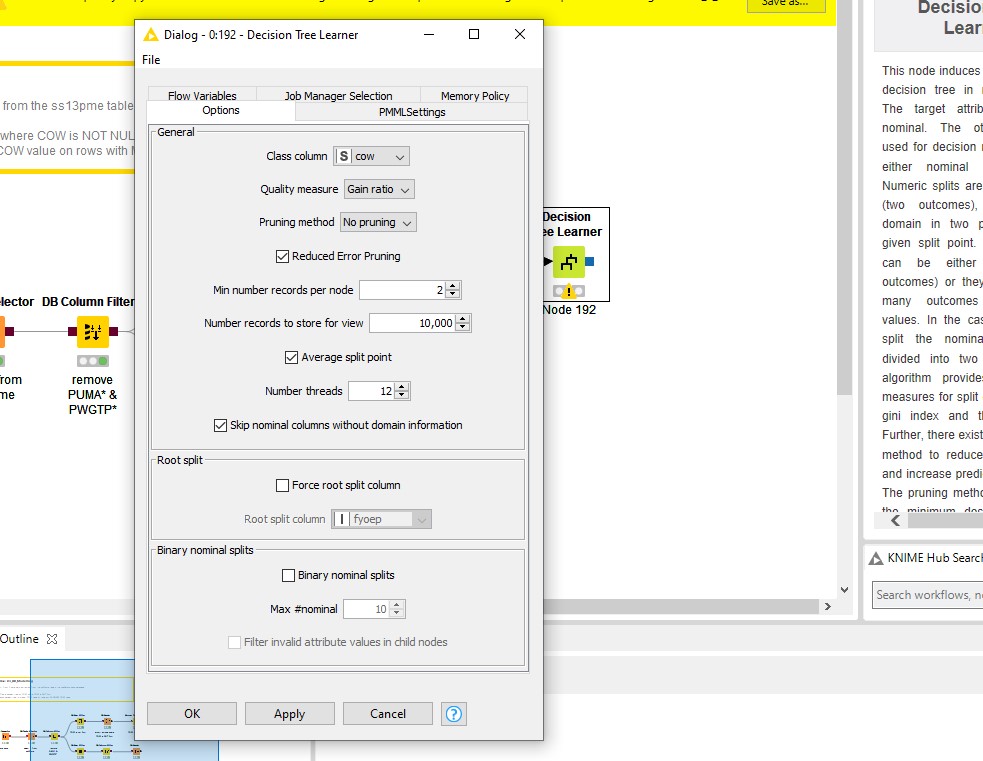 Save as...
Dialog - 0:192 - Decision Tree Learner
File
Flow Variables
Job Manager Selection
Memory Policy
Options
PMMLSettings
General
Class column S cow
Quality measure Gain ratio
Pruning method No pruning
Reduced Error Pruning
Min number records per node 2
Number records to store for view 10,000
Average split point
Number threads 12
Skip nominal columns without domain information
Root split
Force root split column
Root split column I fyoep
Binary nominal splits
Binary nominal splits
Max #nominal 10
Filter invalid attribute values in child nodes
OK
Apply
Cancel
?
from the ss13pme table
where COW is NOT NUL
COW value on rows with
lector
DB Column Filter
rom
me
remove
PUMA* &
PWGTP*
Decision
ee Learner
Node 192
Outline
Decisio
Lear
This node induces
decision tree in
The target attrib
nominal. The ot
used for decision
either nominal
Numeric splits are
(two outcomes),
domain in two p
given split point.
can be either
outcomes) or they
many outcomes
values. In the cas
split the nomina
divided into two
algorithm provides
measures for split
gini index and th
Further, there exist
method to reduce
and increase predi
The pruning metho
the minimum des
KNIME Hub Search
Search workflows, no